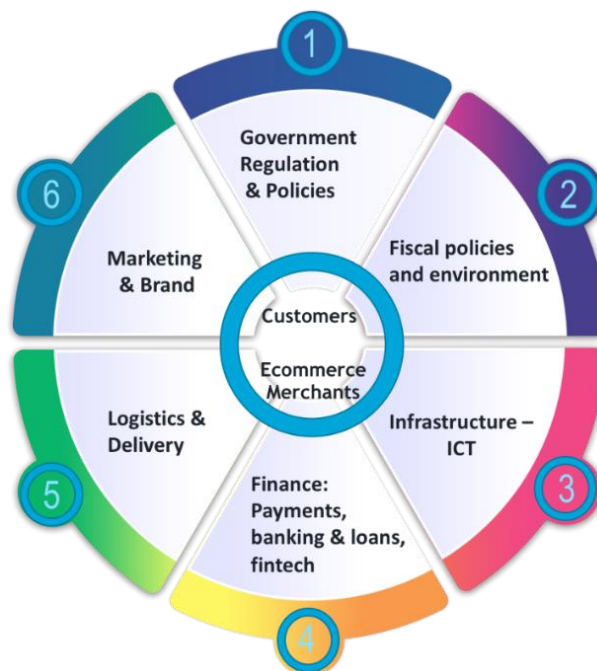 1
Government
Regulation
& Policies
2
Fiscal policies
and environment
3
Infrastructure –
ICT
4
Finance:
Payments,
banking & loans,
fintech
5
Logistics &
Delivery
6
Marketing
& Brand
Customers
Ecommerce
Merchants